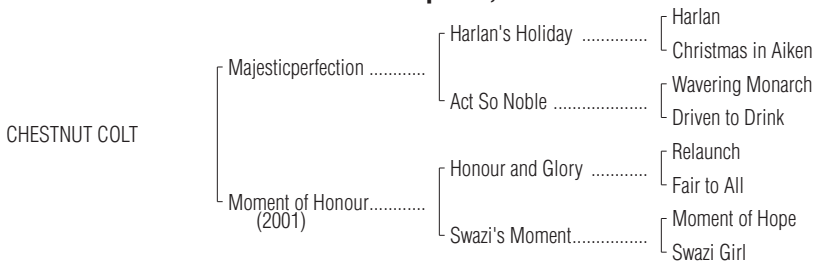 Harlan
Harlan's Holiday ..............
Christmas in Aiken
Majesticperfection ............
Wavering Monarch
Act So Noble .....................
Driven to Drink
CHESTNUT COLT
Relaunch
Honour and Glory ............
Fair to All
Moment of Honour............
(2001)
Moment of Hope
Swazi's Moment................
Swazi Girl